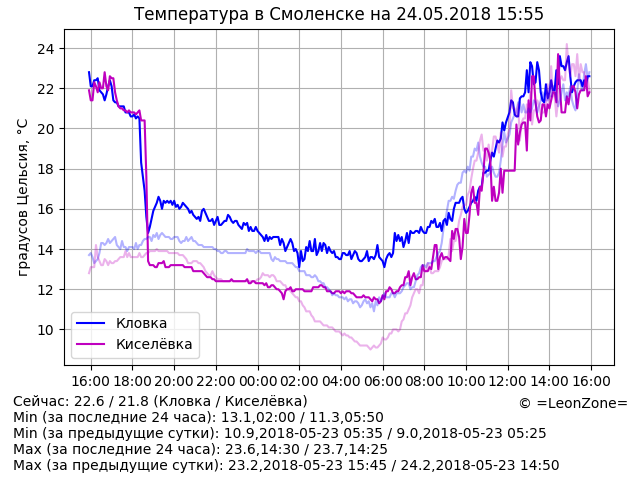 Температура в Смоленске на 24.05.2018 15:55
градусов Цельсия, °C
24
22
20
18
16
14
12
10
Кловка
Киселёвка
16:00 18:00 20:00 22:00 00:00 02:00 04:00 06:00 08:00 10:00 12:00 14:00 16:00
Сейчас: 22.6 / 21.8 (Кловка / Киселёвка)
© =LeonZone=
Min (за последние 24 часа): 13.1,02:00 / 11.3,05:50
Min (за предыдущие сутки): 10.9,2018-05-23 05:35 / 9.0,2018-05-23 05:25
Max (за последние 24 часа): 23.6,14:30 / 23.7,14:25
Max (за предыдущие сутки): 23.2,2018-05-23 15:45 / 24.2,2018-05-23 14:50